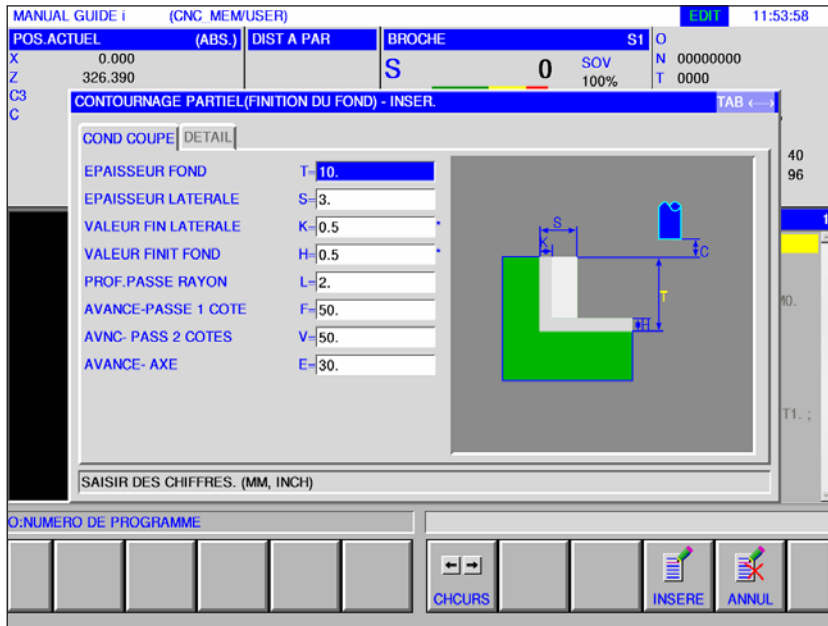 MANUAL GUIDE i (CNC_MEM/USER) EDIT 11:53:58
POS.ACTUEL (ABS.) DIST A PAR BROCHE S1 O
X 0.000 S 0 SOV N 00000000
Z 326.390 100% T 0000
C3
C
CONTOURNAGE PARTIEL(FINITION DU FOND) - INSER. TAB ←→
COND COUPE DETAIL
EPAISSEUR FOND T= 10.
40
EPAISSEUR LATERALE S= 3.
96
VALEUR FIN LATERALE K= 0.5 *
VALEUR FINIT FOND H= 0.5 *
PROF.PASSE RAYON L= 2.
AVANCE-PASSE 1 COTE F= 50.
AVNC- PASS 2 COTES V= 50.
AVANCE- AXE E= 30.
S
K
C
T
H
1
M0.
T1. ;
SAISIR DES CHIFFRES. (MM, INCH)
O:NUMERO DE PROGRAMME
← →
CHCURS INSERE ANNUL